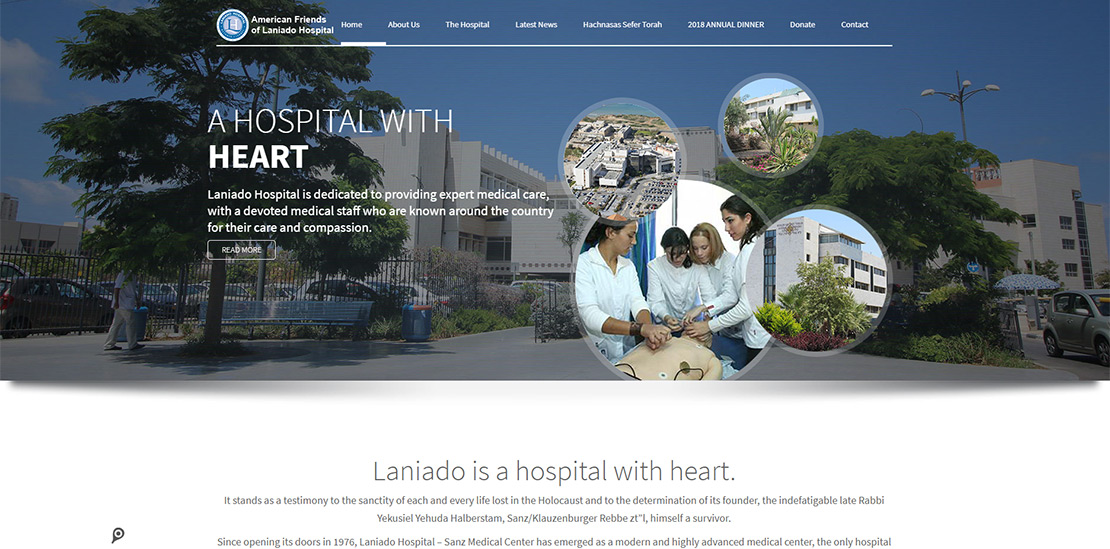 American Friends
of Laniado Hospital
Home About Us The Hospital Latest News Hachnasas Sefer Torah 2018 ANNUAL DINNER Donate Contact
A HOSPITAL WITH
HEART
Laniado Hospital is dedicated to providing expert medical care,
with a devoted medical staff who are known around the country
for their care and compassion.
READ MORE
Laniado is a hospital with heart.
It stands as a testimony to the sanctity of each and every life lost in the Holocaust and to the determination of its founder, the indefatigable late Rabbi
Yekusiel Yehuda Halberstam, Sanz/Klauzenburger Rebbe zt"l, himself a survivor.
Since opening its doors in 1976, Laniado Hospital – Sanz Medical Center has emerged as a modern and highly advanced medical center, the only hospital